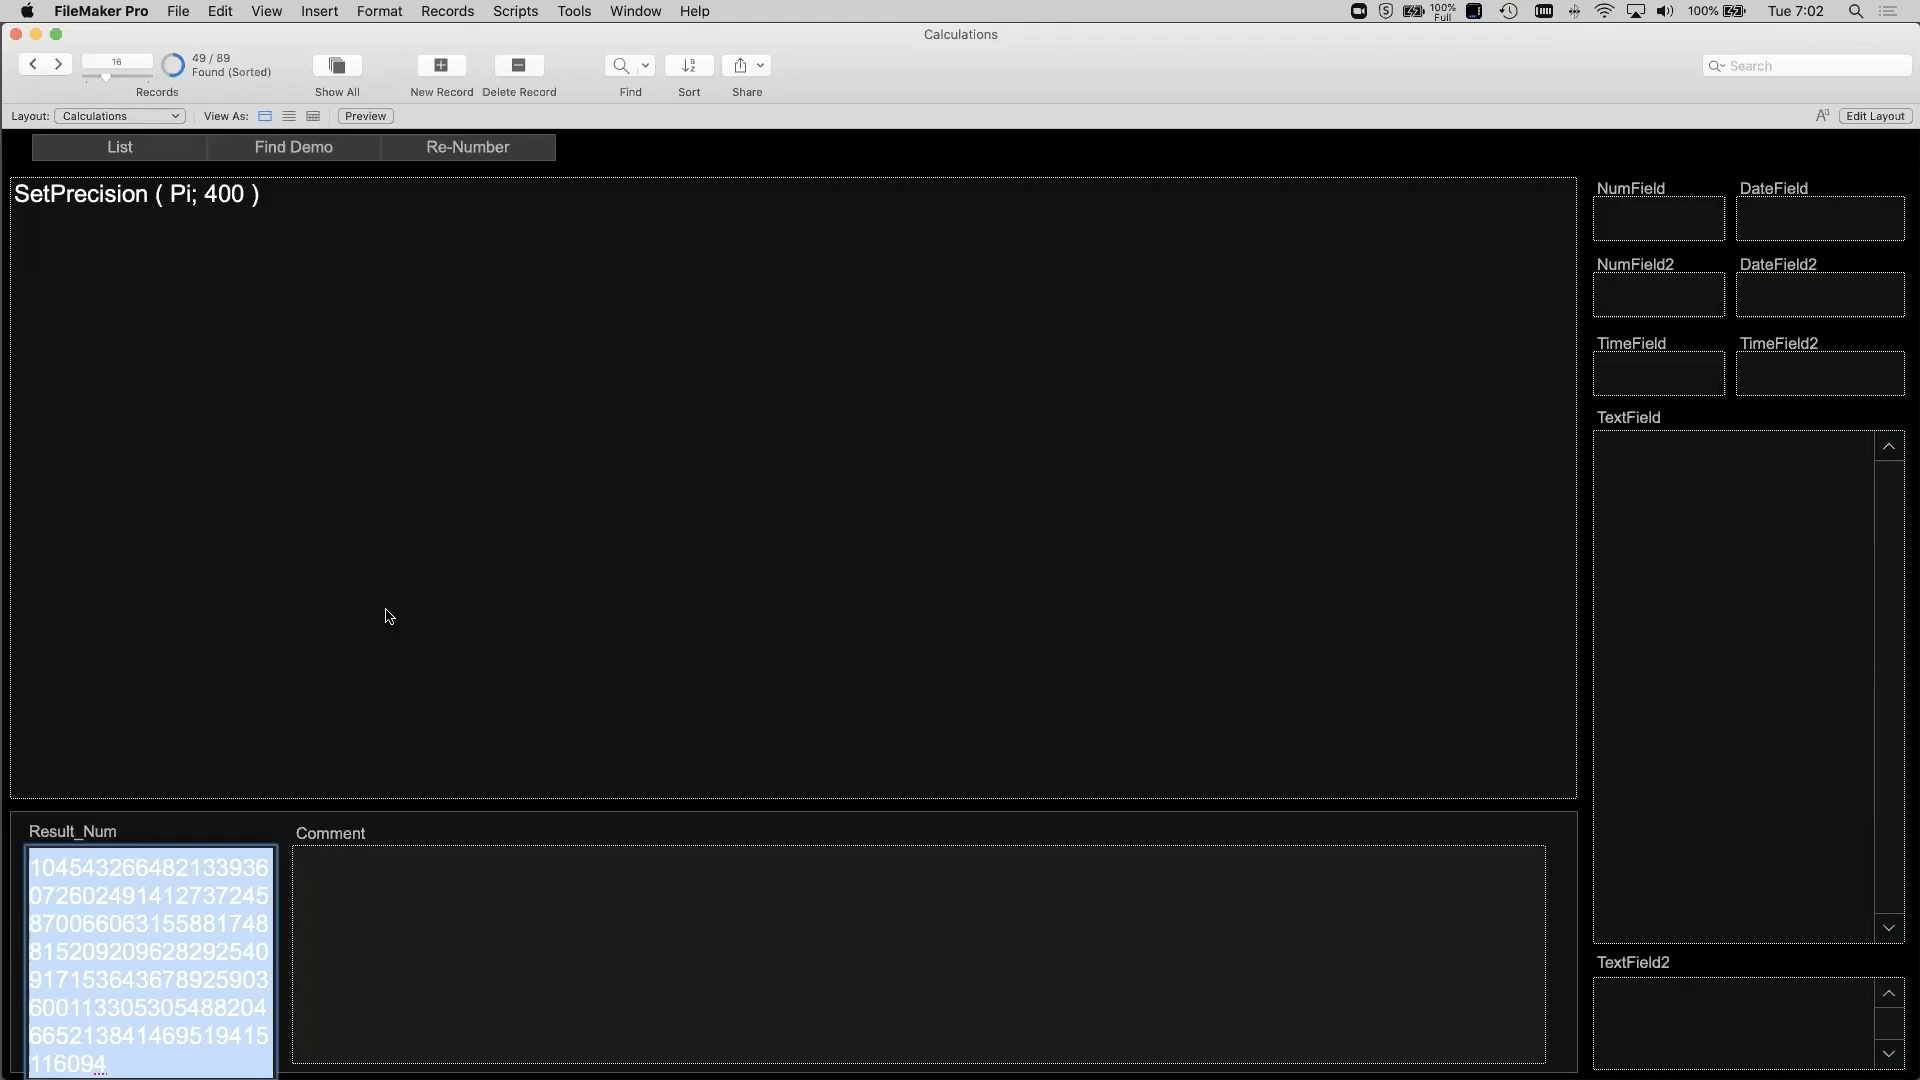 FileMaker Pro File Edit View Insert Format Records Scripts Tools Window Help 100% Full 100% Tue 7:02
Calculations
16 49 / 89 Found (Sorted) Search
Records Show All New Record Delete Record Find Sort Share
Layout: Calculations View As: Preview Edit Layout
List Find Demo Re-Number
SetPrecision ( Pi; 400 )
NumField DateField
NumField2 DateField2
TimeField TimeField2
TextField
Result_Num Comment
104543266482133936
072602491412737245
870066063155881748
815209209628292540
917153643678925903
600113305305488204
665213841469519415
116094
TextField2